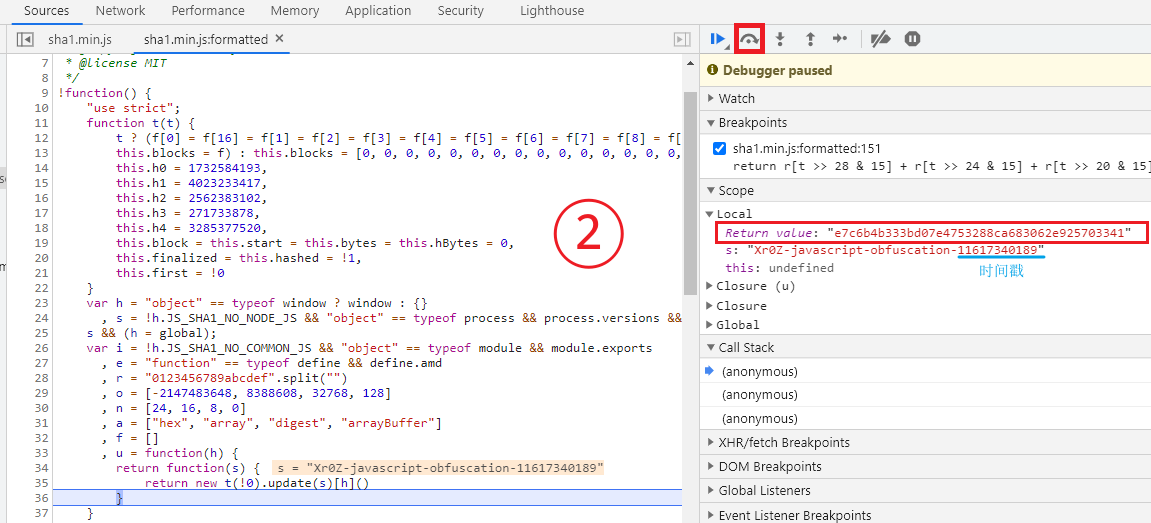 Sources Network Performance Memory Application Security Lighthouse
sha1.min.js sha1.min.js:formatted ×
7 * @license MIT
8 */
9 !function() {
10 "use strict";
11 function t(t) {
12 t ? (f[0] = f[16] = f[1] = f[2] = f[3] = f[4] = f[5] = f[6] = f[7] = f[8] = f[
13 this.blocks = f) : this.blocks = [0, 0, 0, 0, 0, 0, 0, 0, 0, 0, 0, 0, 0, 0,
14 this.h0 = 1732584193,
15 this.h1 = 4023233417,
16 this.h2 = 2562383102,
17 this.h3 = 271733878,
18 this.h4 = 3285377520,
19 this.block = this.start = this.bytes = this.hBytes = 0,
20 this.finalized = this.hashed = !1,
21 this.first = !0
22 }
23 var h = "object" == typeof window ? window : {}
24 , s = !h.JS_SHA1_NO_NODE_JS && "object" == typeof process && process.versions &&
25 s && (h = global);
26 var i = !h.JS_SHA1_NO_COMMON_JS && "object" == typeof module && module.exports
27 , e = "function" == typeof define && define.amd
28 , r = "0123456789abcdef".split("")
29 , o = [-2147483648, 8388608, 32768, 128]
30 , n = [24, 16, 8, 0]
31 , a = ["hex", "array", "digest", "arrayBuffer"]
32 , f = []
33 , u = function(h) {
34 return function(s) { s = "Xr0Z-javascript-obfuscation-11617340189"
35 return new t(!0).update(s)[h]()
36 }
37 }
②
Debugger paused
Watch
Breakpoints
sha1.min.js:formatted:151
return r[t >> 28 & 15] + r[t >> 24 & 15] + r[t >> 20 & 15]
Scope
Local
Return value: "e7c6b4b333bd07e4753288ca683062e925703341"
s: "Xr0Z-javascript-obfuscation-11617340189"
this: undefined
时间戳
Closure (u)
Closure
Global
Call Stack
(anonymous)
(anonymous)
(anonymous)
XHR/fetch Breakpoints
DOM Breakpoints
Global Listeners
Event Listener Breakpoints